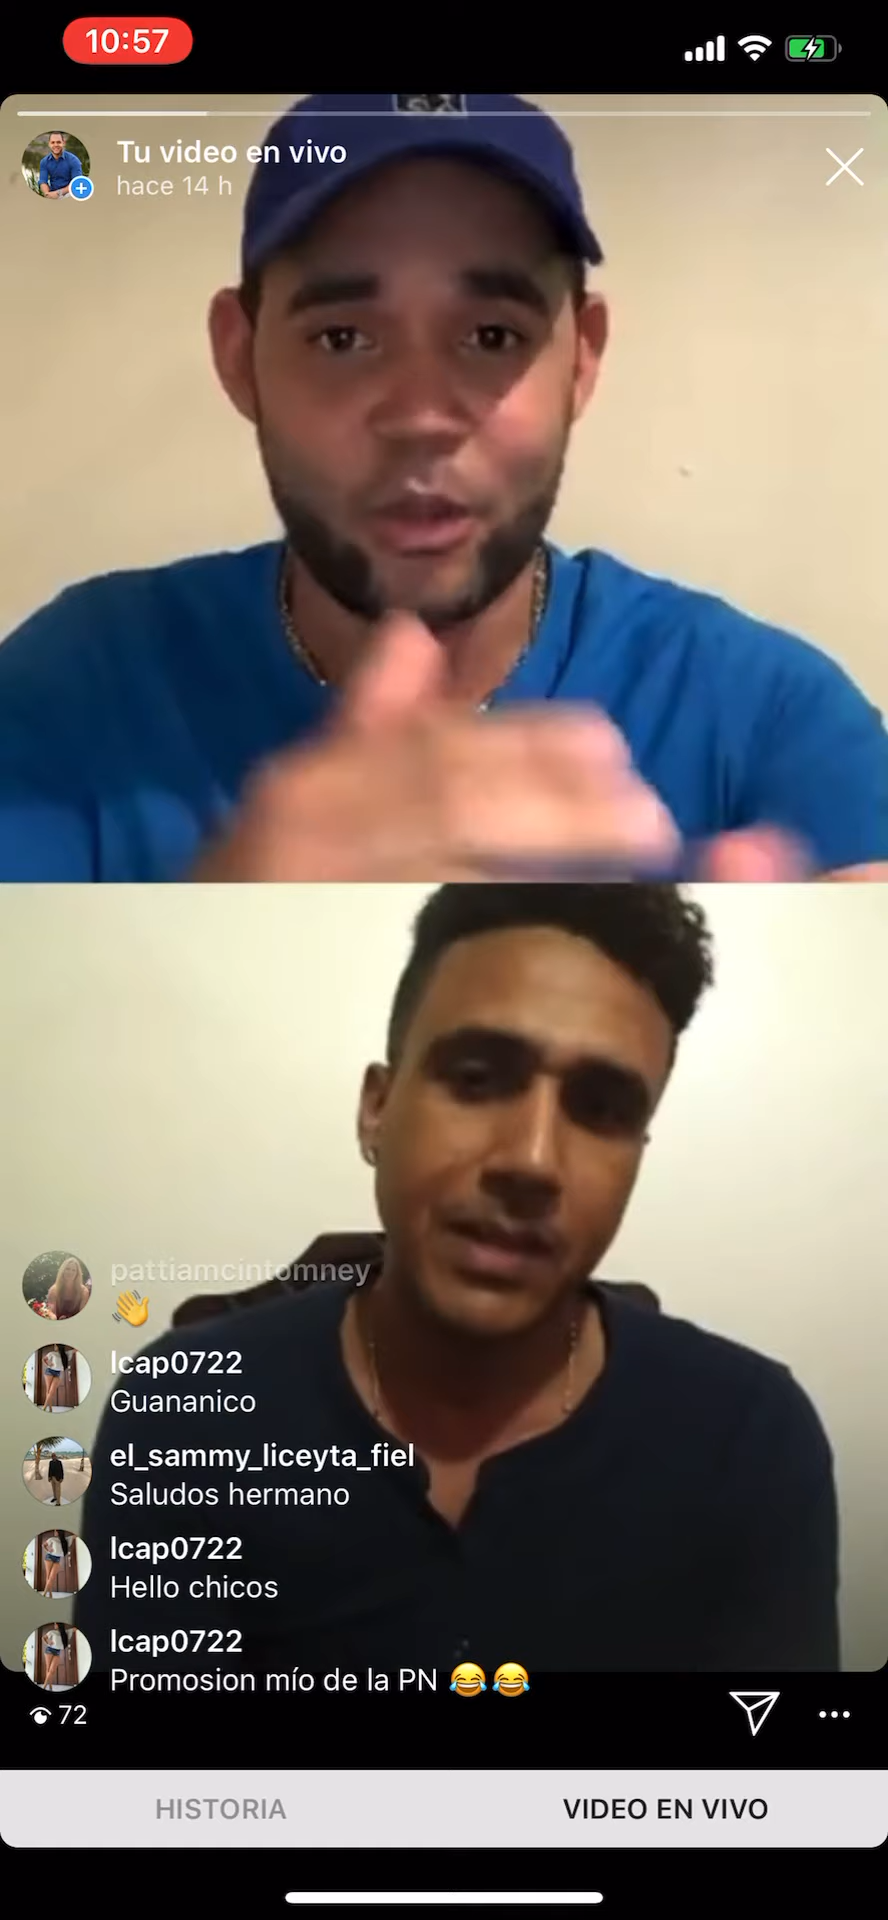 10:57
Tu video en vivo
hace 14 h
pattiamcintomney
👋
lcap0722
Guananico
el_sammy_liceyta_fiel
Saludos hermano
lcap0722
Hello chicos
lcap0722
Promosion mío de la PN 😂😂
72
HISTORIA
VIDEO EN VIVO